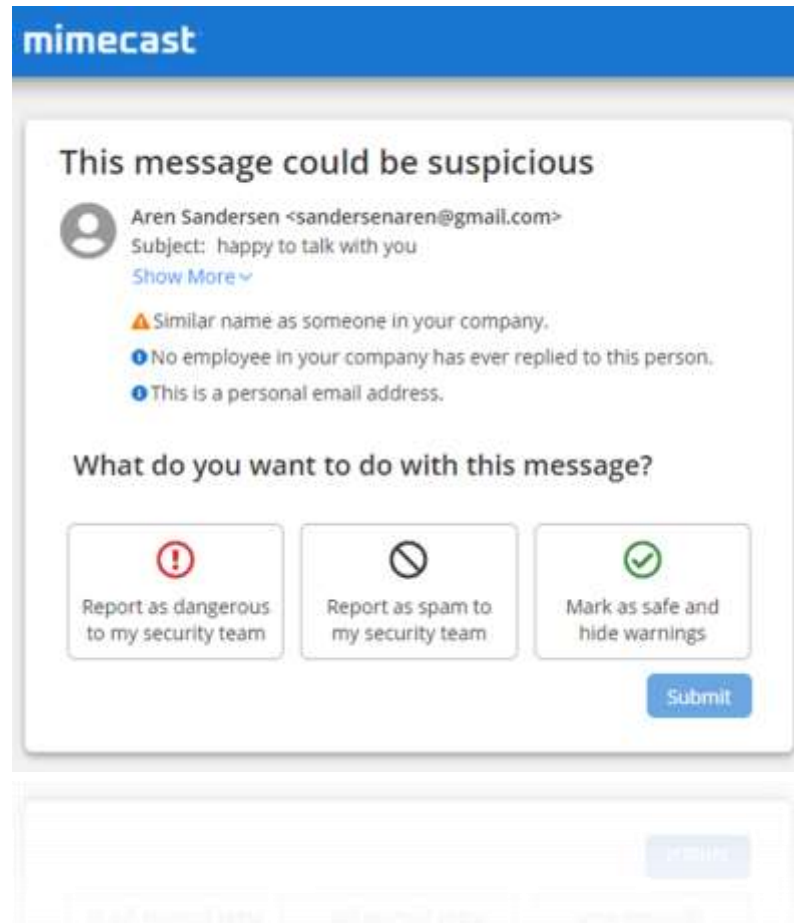 mimecast
This message could be suspicious
Aren Sandersen <sandersenaren@gmail.com>
Subject: happy to talk with you
Show More
Similar name as someone in your company.
No employee in your company has ever replied to this person.
This is a personal email address.
What do you want to do with this message?
Report as dangerous
to my security team
Report as spam to
my security team
Mark as safe and
hide warnings
Submit